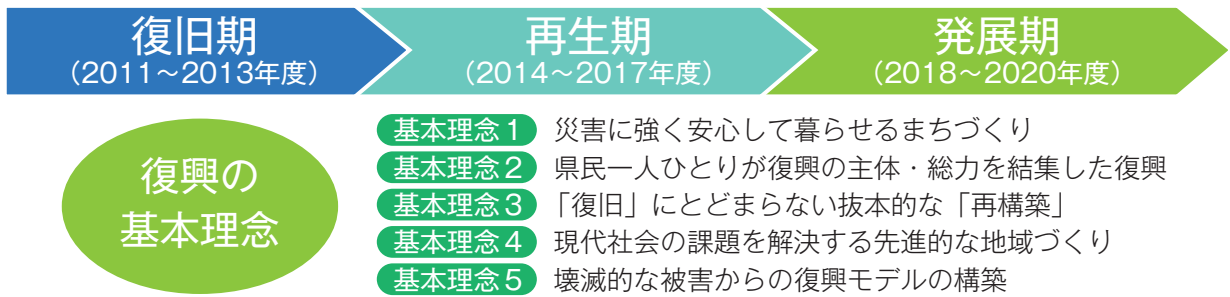 復旧期
（2011～2013年度）
再生期
（2014～2017年度）
発展期
（2018～2020年度）
復興の
基本理念
基本理念1 災害に強く安心して暮らせるまちづくり
基本理念2 県民一人ひとりが復興の主体・総力を結集した復興
基本理念3 「復旧」にとどまらない抜本的な「再構築」
基本理念4 現代社会の課題を解決する先進的な地域づくり
基本理念5 壊滅的な被害からの復興モデルの構築